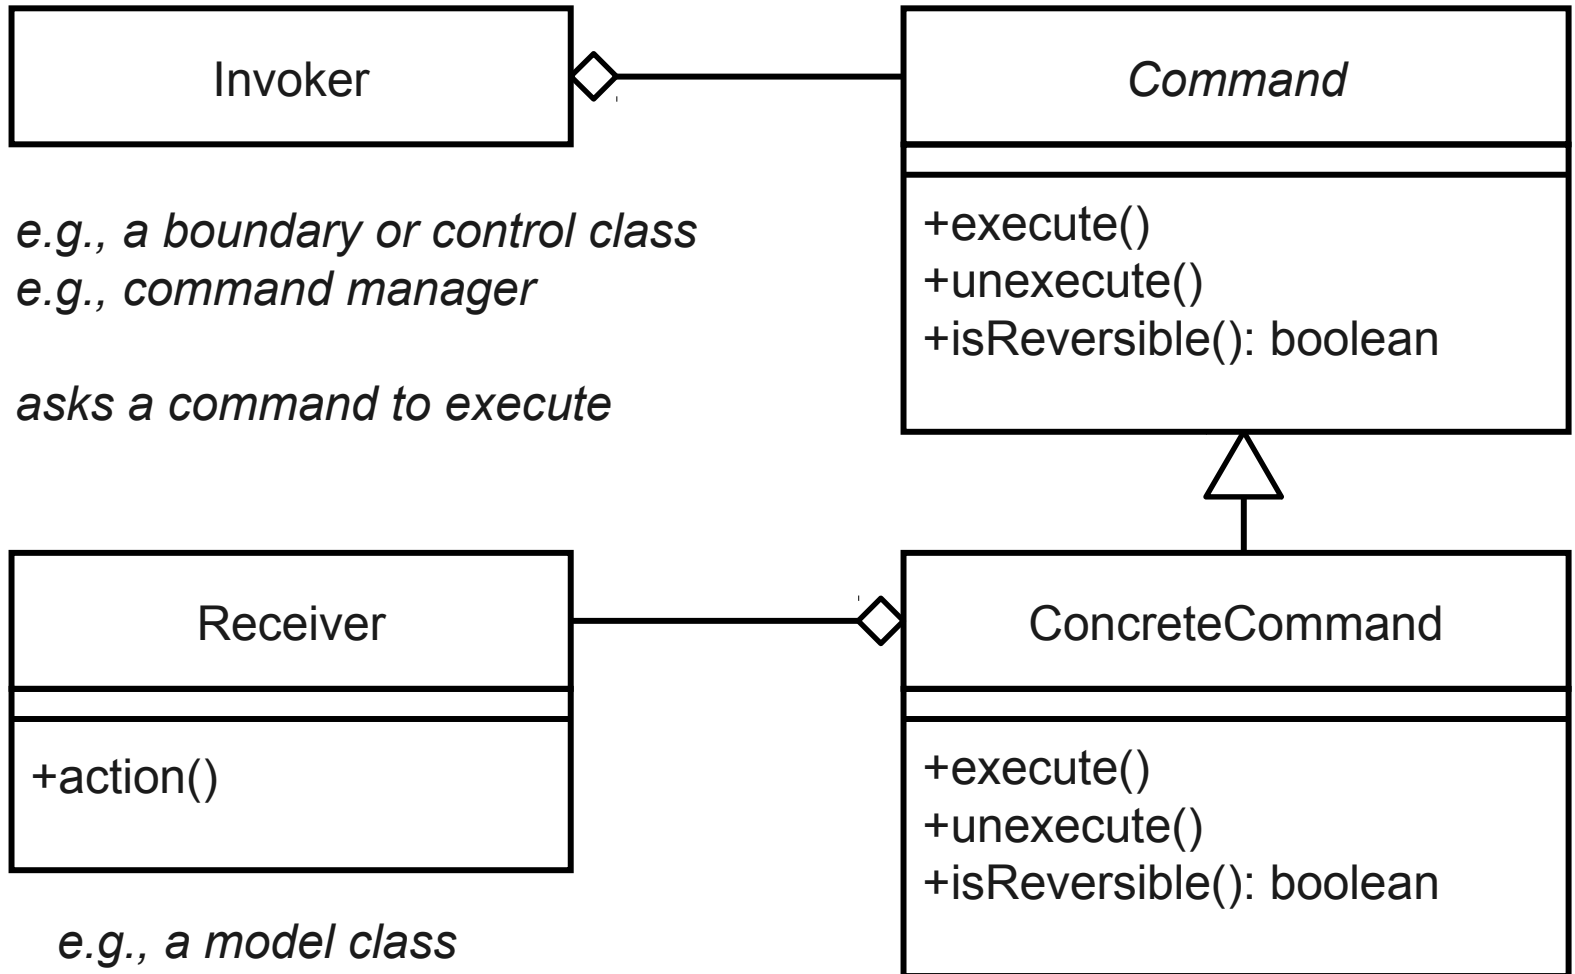 Invoker
Command
e.g., a boundary or control class
e.g., command manager
asks a command to execute
+execute()
+unexecute()
+isReversible(): boolean
Receiver
+action()
e.g., a model class
ConcreteCommand
+execute()
+unexecute()
+isReversible(): boolean